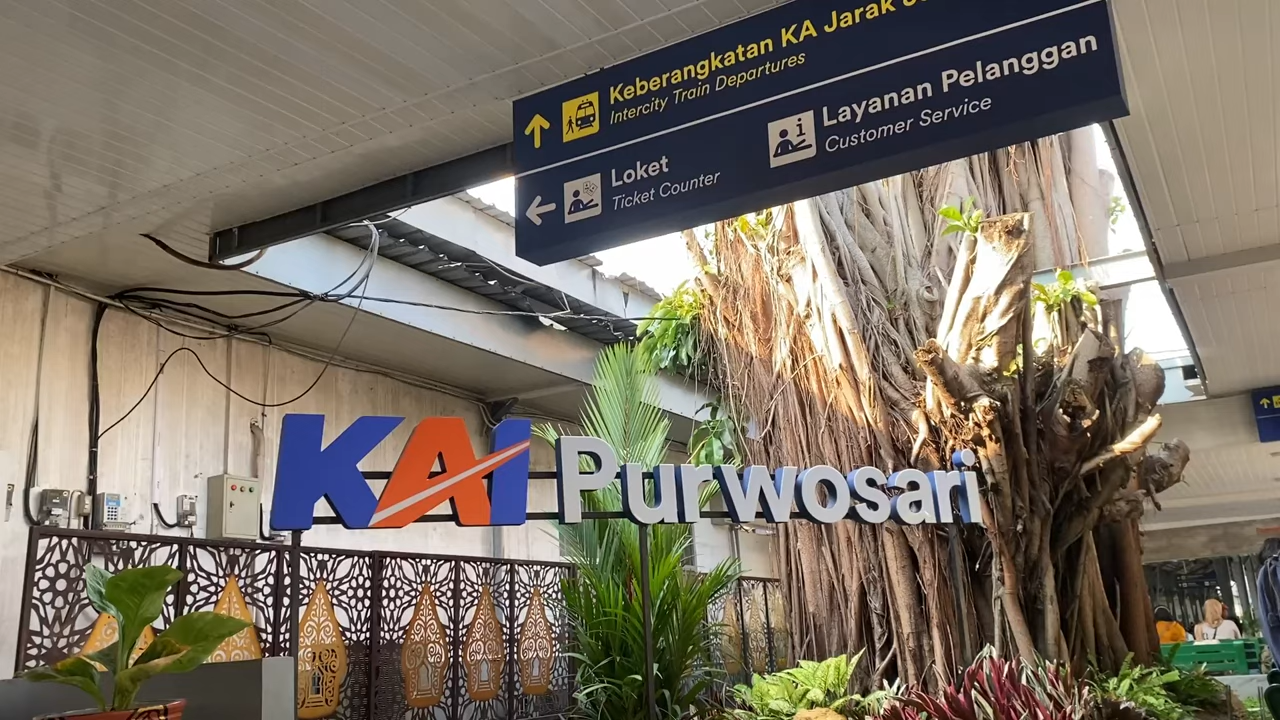 Keberangkatan KA Jarak
Intercity Train Departures
Layanan Pelanggan
Customer Service
Loket
Ticket Counter
KAI Purwosari